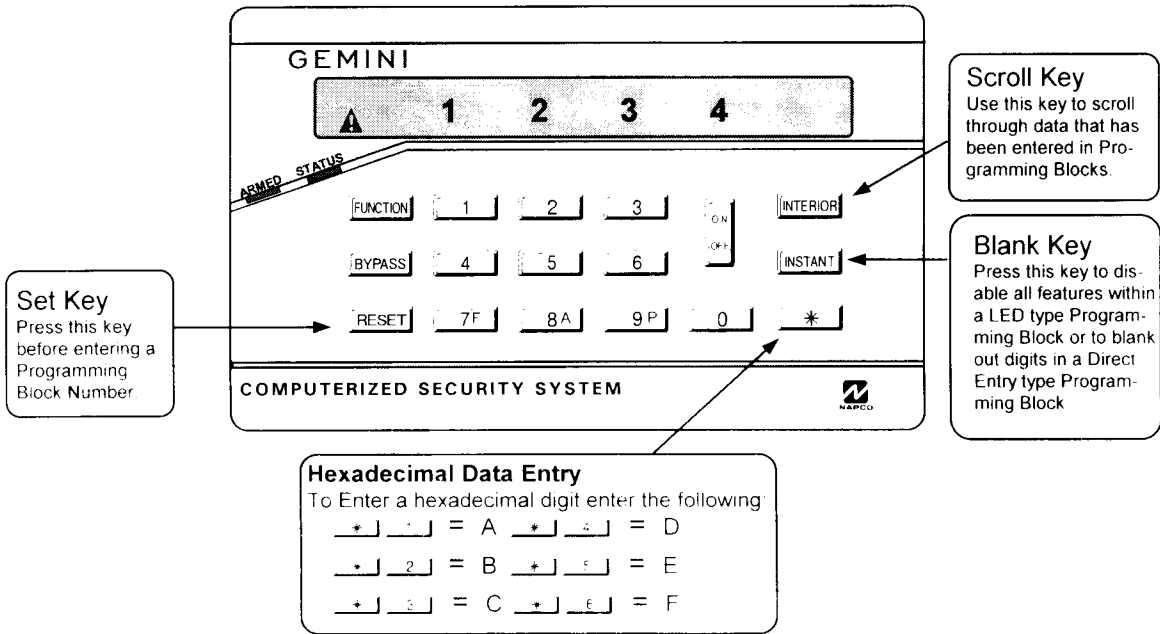 GEMINI
1 2 3 4
ARMED STATUS
FUNCTION 1 2 3 ON INTERIOR
OFF
BYPASS 4 5 6 INSTANT
RESET 7F 8A 9P 0 *
COMPUTERIZED SECURITY SYSTEM
NAPCO
Set Key
Press this key
before entering a
Programming
Block Number.
Scroll Key
Use this key to scroll
through data that has
been entered in Pro-
gramming Blocks.
Blank Key
Press this key to dis-
able all features within
a LED type Program-
ming Block or to blank
out digits in a Direct
Entry type Program-
ming Block
Hexadecimal Data Entry
To Enter a hexadecimal digit enter the following:
* 1 = A * 4 = D
* 2 = B * 5 = E
* 3 = C * 6 = F